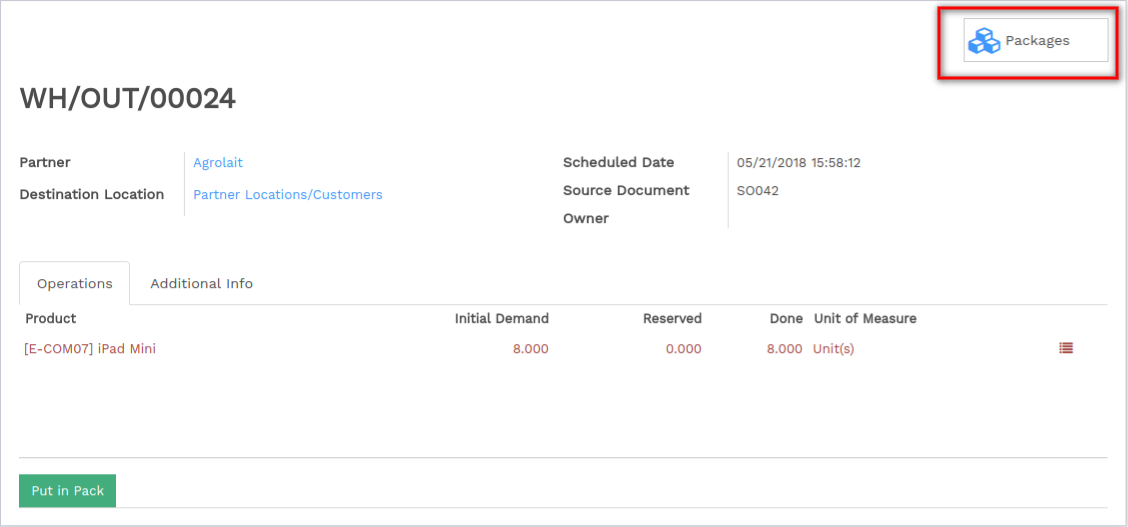 Packages
WH/OUT/00024
Partner Agrolait Scheduled Date 05/21/2018 15:58:12
Destination Location Partner Locations/Customers Source Document SO042
Owner
Operations Additional Info
Product Initial Demand Reserved Done Unit of Measure
[E-COM07] iPad Mini 8.000 0.000 8.000 Unit(s)
Put in Pack